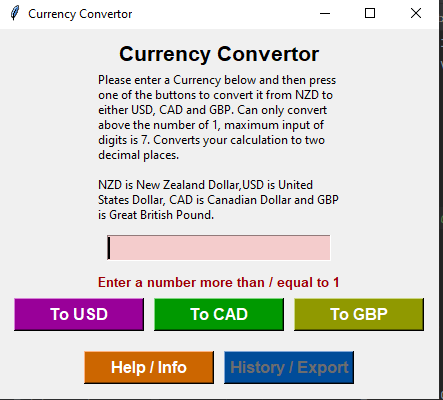 Currency Convertor
Currency Convertor
Please enter a Currency below and then press
one of the buttons to convert it from NZD to
either USD, CAD and GBP. Can only convert
above the number of 1, maximum input of
digits is 7. Converts your calculation to two
decimal places.
NZD is New Zealand Dollar,USD is United
States Dollar, CAD is Canadian Dollar and GBP
is Great British Pound.
Enter a number more than / equal to 1
To USD
To CAD
To GBP
Help / Info
History / Export